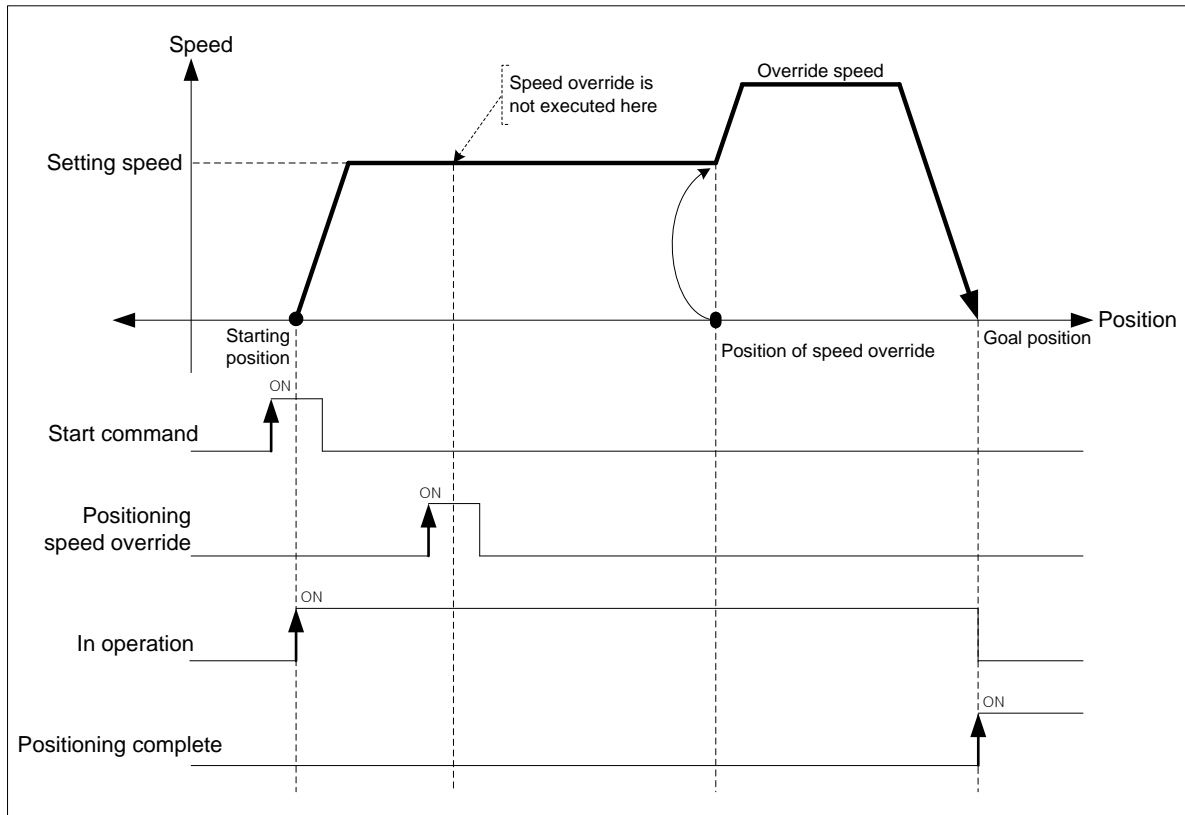 Speed
Speed override is
not executed here
Override speed
Setting speed
Position
Starting
position
Position of speed override
Goal position
ON
Start command
ON
Positioning
speed override
ON
In operation
ON
Positioning complete